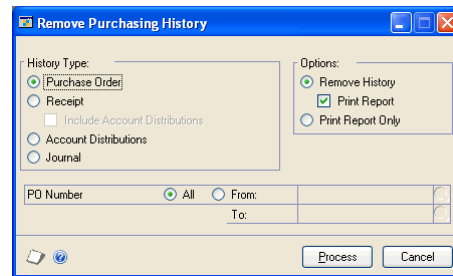 Remove Purchasing History
History Type:
Purchase Order
Receipt
Include Account Distributions
Account Distributions
Journal
Options:
Remove History
Print Report
Print Report Only
PO Number All From:
To:
Process Cancel